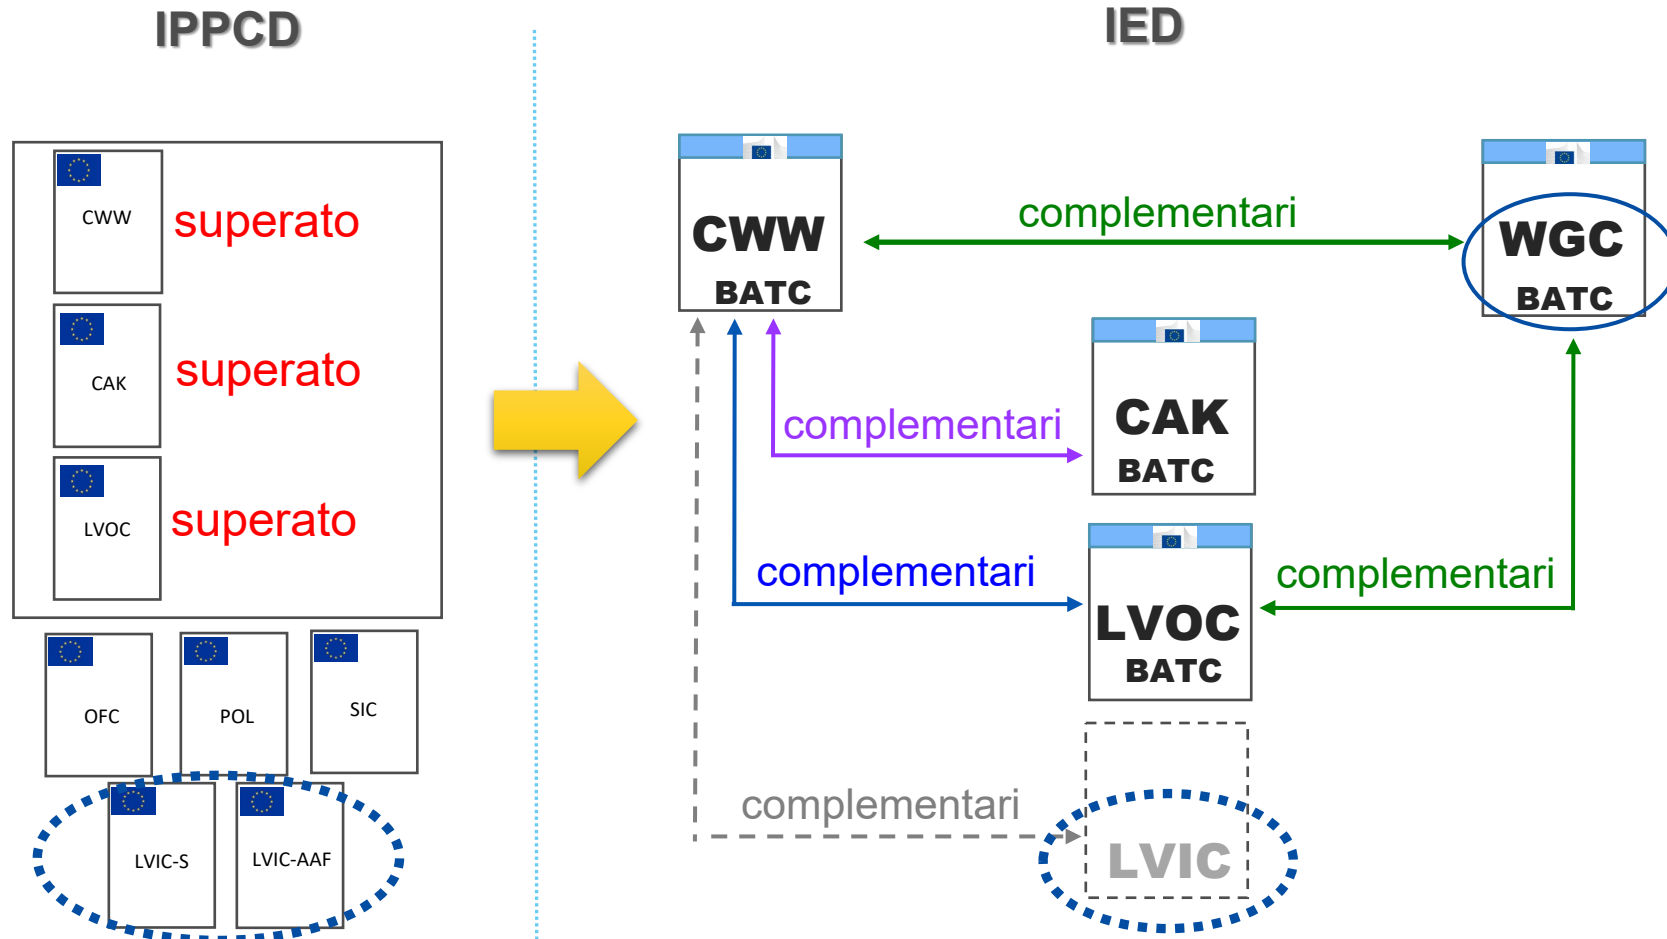 IPPCD
IED
CWW
superato
CAK
superato
LVOC
superato
OFC
POL
SIC
LVIC-S
LVIC-AAF
CWW
BATC
complementari
WGC
BATC
complementari
CAK
BATC
complementari
LVOC
BATC
complementari
complementari
LVIC